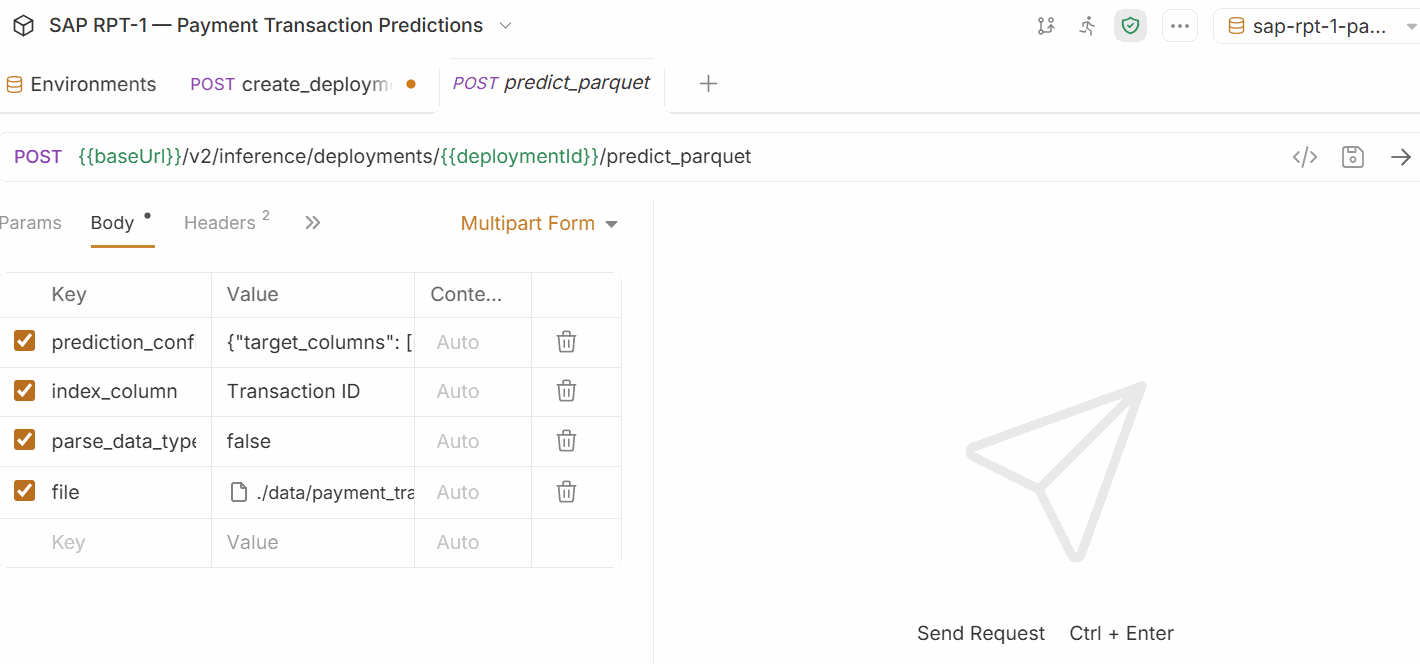 SAP RPT-1 — Payment Transaction Predictions
sap-rpt-1-pa...
Environments
POST create_deploym
POST predict_parquet
POST {{baseUrl}}/v2/inference/deployments/{{deploymentId}}/predict_parquet
Params Body Headers 2 Multipart Form
Key Value Conte...
prediction_conf {"target_columns": [ Auto
index_column Transaction ID Auto
parse_data_type false Auto
file ./data/payment_tra Auto
Key Value Auto
Send Request Ctrl + Enter